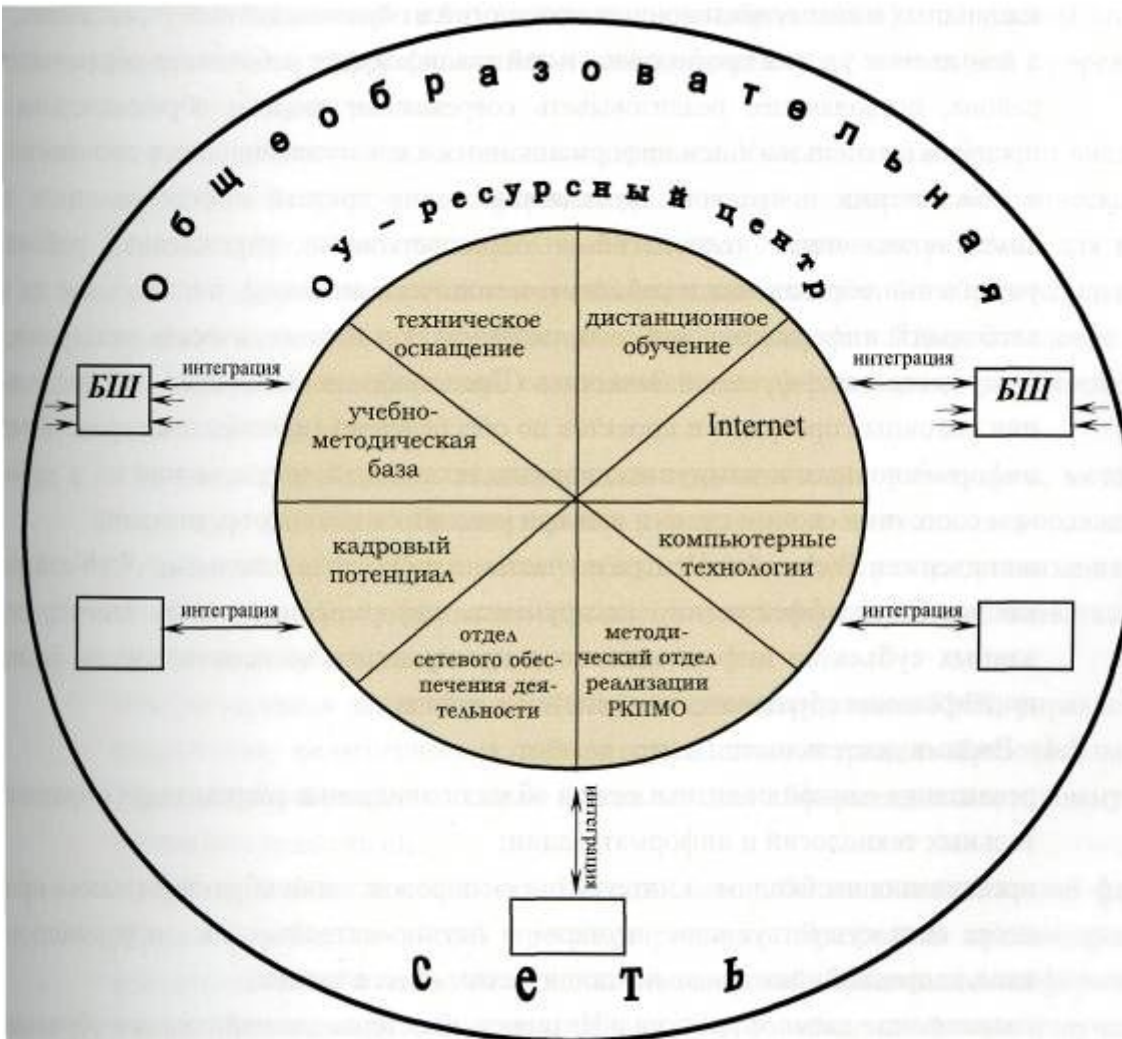 Общеобразовательная
ОУ – ресурсный центр
техническое
оснащение
дистанционное
обучение
БШ
интеграция
учебно-
методическая
база
Internet
интеграция
БШ
кадровый
потенциал
компьютерные
технологии
интеграция
интеграция
отдел
сетевого обес-
печения дея-
тельности
методи-
ческий отдел
реализации
РКПМО
интеграция
сеть